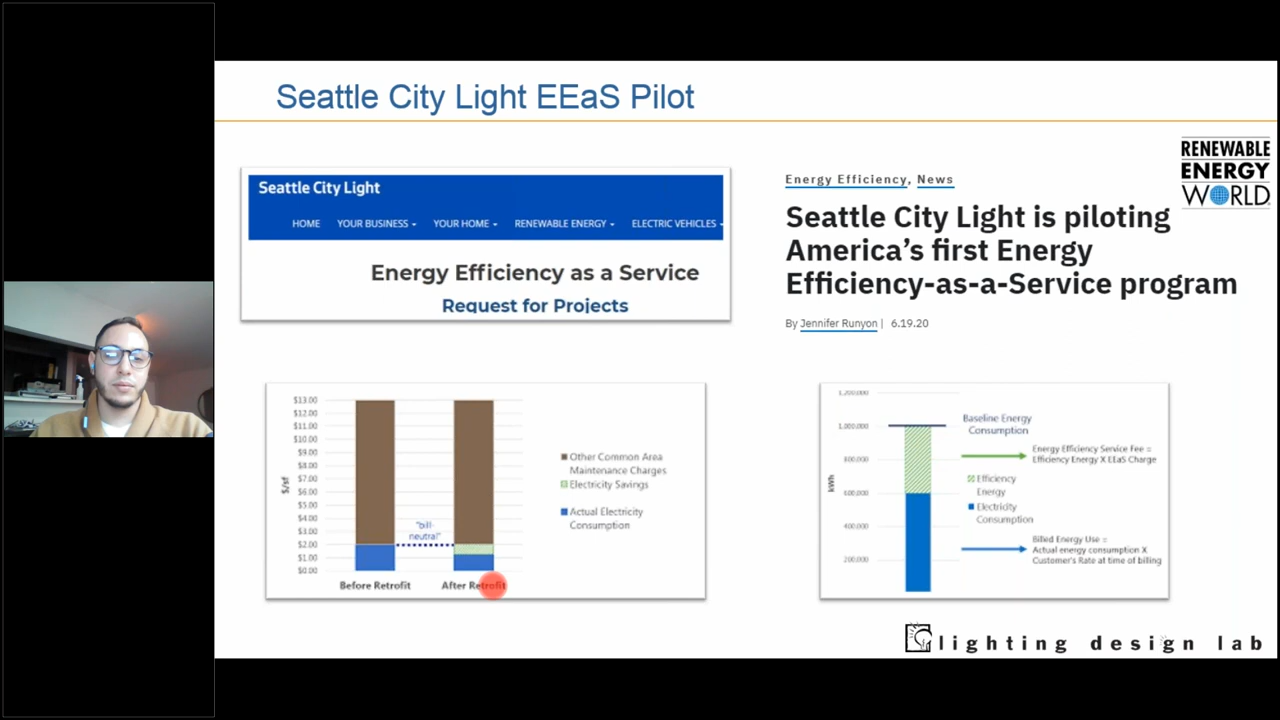 Seattle City Light EEaS Pilot
Seattle City Light
HOME YOUR BUSINESS YOUR HOME RENEWABLE ENERGY ELECTRIC VEHICLES
Energy Efficiency as a Service
Request for Projects
RENEWABLE
ENERGY
WORLD
Energy Efficiency, News
Seattle City Light is piloting
America's first Energy
Efficiency-as-a-Service program
By Jennifer Runyon | 6.19.20
$13.00
$12.00
$11.00
$10.00
$9.00
$8.00
$7.00
$6.00
$5.00
$4.00
$3.00
$2.00
$1.00
$0.00
$/sf
"bill-
neutral"
Before Retrofit
After Retrofit
Other Common Area
Maintenance Charges
Electricity Savings
Actual Electricity
Consumption
1,200,000
1,000,000
800,000
600,000
400,000
200,000
kWh
Baseline Energy
Consumption
Energy Efficiency Service Fee =
Efficiency Energy X EEaS Charge
Efficiency
Energy
Electricity
Consumption
Billed Energy Use =
Actual energy consumption X
Customer's Rate at time of billing
lighting design lab